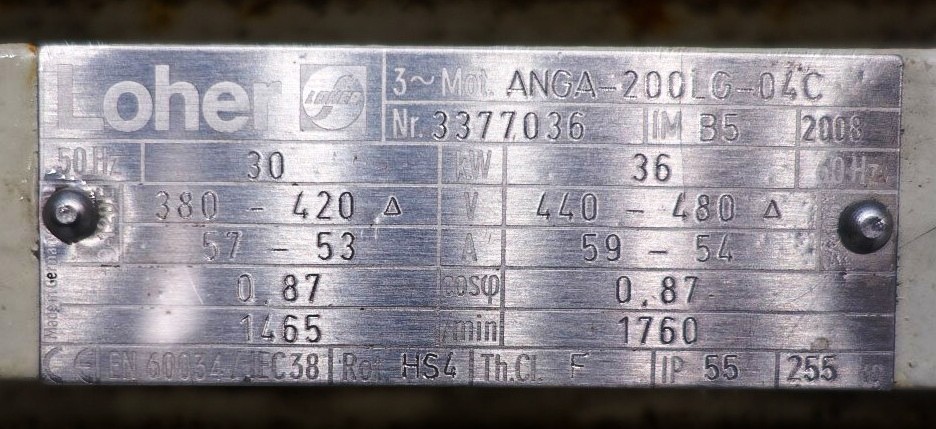 Loher LOHER 3~ Mot. ANGA-200LG-04C
Nr. 3377036 IM B5 2008
50 Hz 30 kW 36 60 Hz
380 - 420 Δ V 440 - 480 Δ
57 - 53 A 59 - 54
0.87 cosφ 0.87
1465 /min 1760
CE EN 60034 / IEC38 Rot. HS4 Th.Cl. F IP 55 255